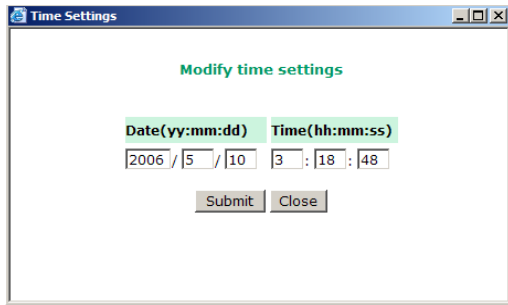 Time Settings
Modify time settings
Date(yy:mm:dd) Time(hh:mm:ss)
2006 / 5 / 10 3 : 18 : 48
Submit Close